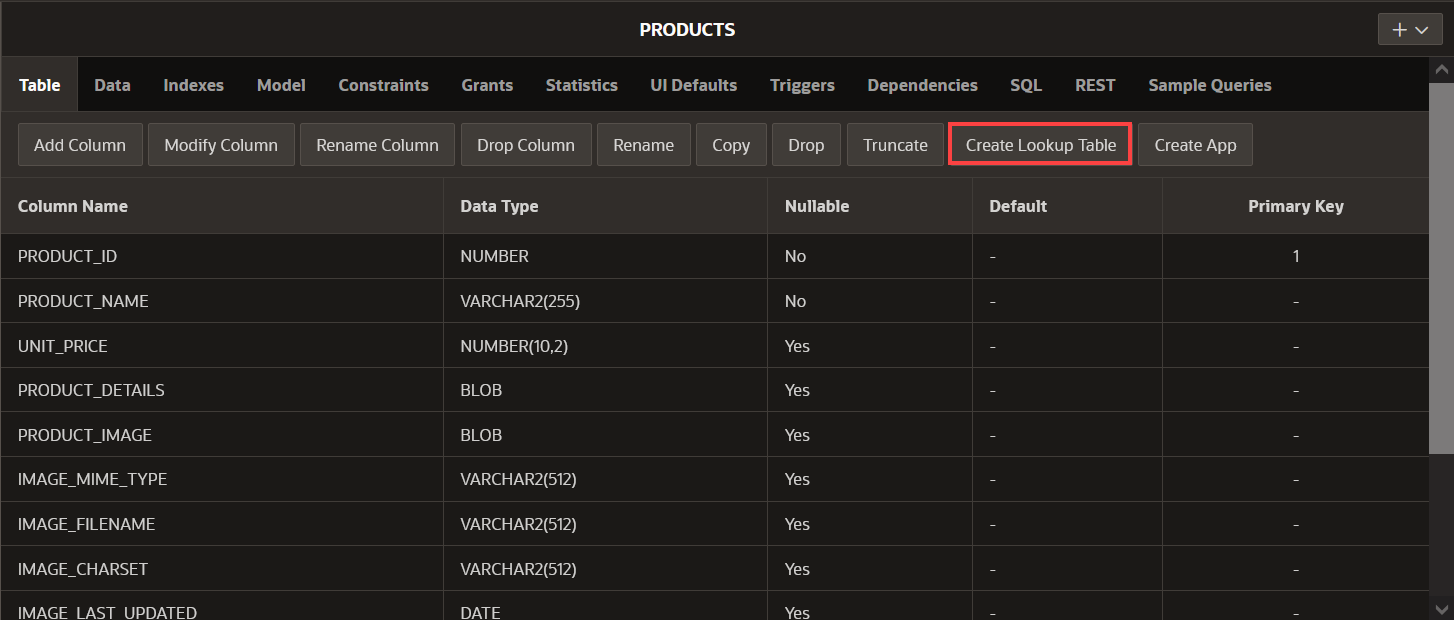 PRODUCTS
Table Data Indexes Model Constraints Grants Statistics UI Defaults Triggers Dependencies SQL REST Sample Queries
Add Column Modify Column Rename Column Drop Column Rename Copy Drop Truncate Create Lookup Table Create App
Column Name Data Type Nullable Default Primary Key
PRODUCT_ID NUMBER No - 1
PRODUCT_NAME VARCHAR2(255) No - -
UNIT_PRICE NUMBER(10,2) Yes - -
PRODUCT_DETAILS BLOB Yes - -
PRODUCT_IMAGE BLOB Yes - -
IMAGE_MIME_TYPE VARCHAR2(512) Yes - -
IMAGE_FILENAME VARCHAR2(512) Yes - -
IMAGE_CHARSET VARCHAR2(512) Yes - -
IMAGE_LAST_UPDATED DATE Yes - -